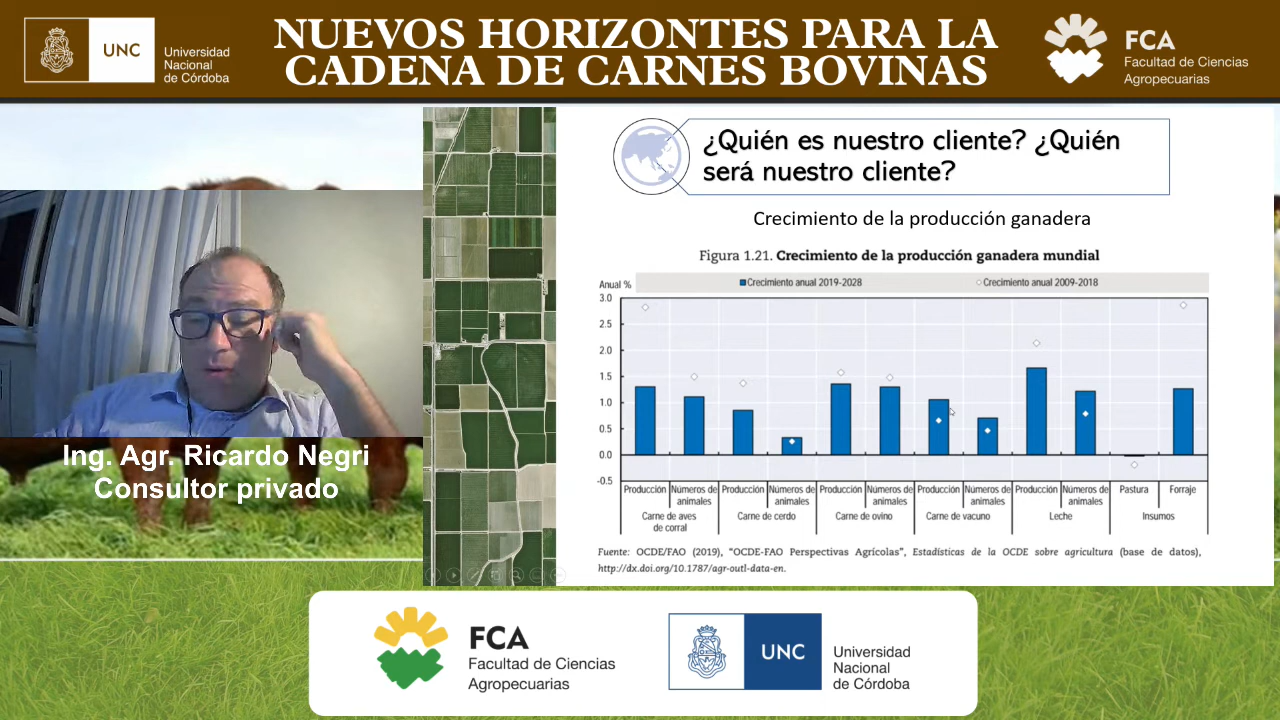 UNC
Universidad
Nacional
de Córdoba
NUEVOS HORIZONTES PARA LA
CADENA DE CARNES BOVINAS
FCA
Facultad de Ciencias
Agropecuarias
¿Quién es nuestro cliente? ¿Quién
será nuestro cliente?
Crecimiento de la producción ganadera
Figura 1.21. Crecimiento de la producción ganadera mundial
Anual %
Crecimiento anual 2019-2028
Crecimiento anual 2009-2018
3.0
2.5
2.0
1.5
1.0
0.5
0.0
-0.5
Producción
Números de
animales
Producción
Números de
animales
Producción
Números de
animales
Producción
Números de
animales
Producción
Números de
animales
Pastura
Forraje
Carne de aves
de corral
Carne de cerdo
Carne de ovino
Carne de vacuno
Leche
Insumos
Fuente: OCDE/FAO (2019), “OCDE-FAO Perspectivas Agrícolas”, Estadísticas de la OCDE sobre agricultura (base de datos),
http://dx.doi.org/10.1787/agr-outl-data-en.
Ing. Agr. Ricardo Negri
Consultor privado
FCA
Facultad de Ciencias
Agropecuarias
UNC
Universidad
Nacional
de Córdoba